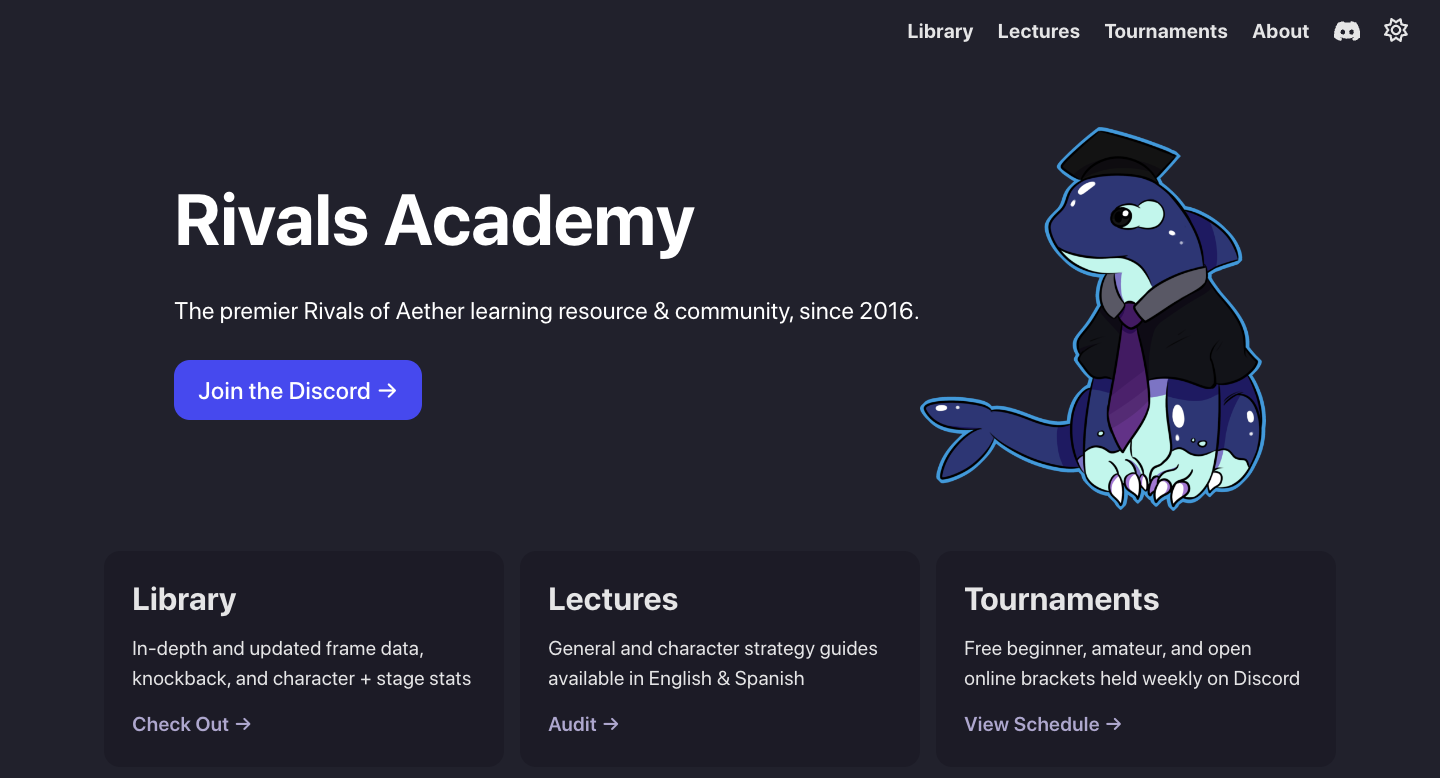 Library Lectures Tournaments About
Rivals Academy
The premier Rivals of Aether learning resource & community, since 2016.
Join the Discord →
Library
In-depth and updated frame data,
knockback, and character + stage stats
Check Out →
Lectures
General and character strategy guides
available in English & Spanish
Audit →
Tournaments
Free beginner, amateur, and open
online brackets held weekly on Discord
View Schedule →